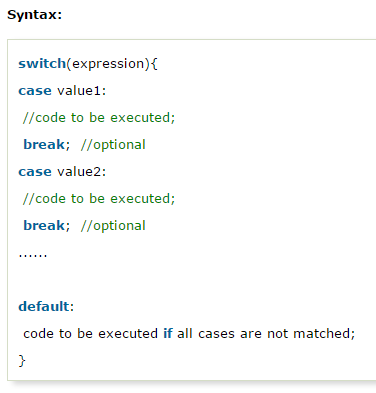 Syntax:
switch(expression){
case value1:
//code to be executed;
break;  //optional
case value2:
//code to be executed;
break;  //optional
......
default:
code to be executed if all cases are not matched;
}